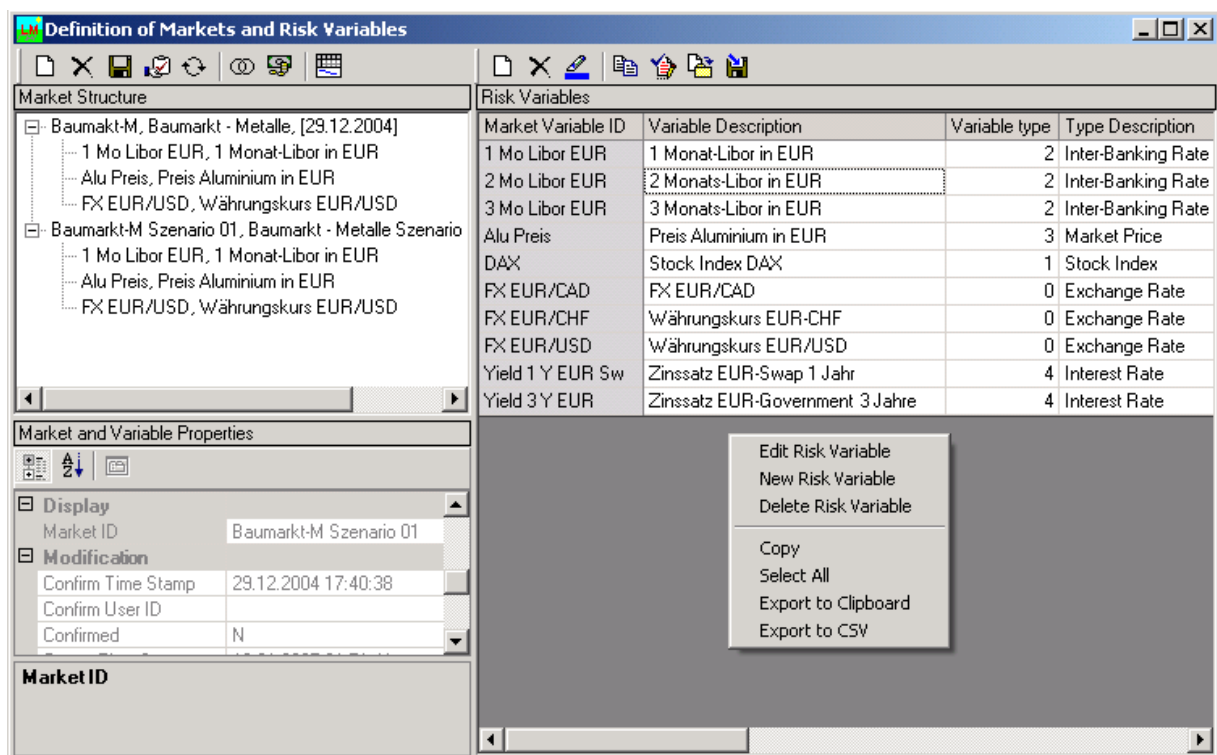 LM Definition of Markets and Risk Variables
Market Structure
Baumakt-M, Baumarkt - Metalle, [29.12.2004]
1 Mo Libor EUR, 1 Monat-Libor in EUR
Alu Preis, Preis Aluminium in EUR
FX EUR/USD, Währungskurs EUR/USD
Baumarkt-M Szenario 01, Baumarkt - Metalle Szenario
1 Mo Libor EUR, 1 Monat-Libor in EUR
Alu Preis, Preis Aluminium in EUR
FX EUR/USD, Währungskurs EUR/USD
Market and Variable Properties
Display
Market ID Baumarkt-M Szenario 01
Modification
Confirm Time Stamp 29.12.2004 17:40:38
Confirm User ID
Confirmed N
Market ID
Risk Variables
Market Variable ID Variable Description Variable type Type Description
1 Mo Libor EUR 1 Monat-Libor in EUR 2 Inter-Banking Rate
2 Mo Libor EUR 2 Monats-Libor in EUR 2 Inter-Banking Rate
3 Mo Libor EUR 3 Monats-Libor in EUR 2 Inter-Banking Rate
Alu Preis Preis Aluminium in EUR 3 Market Price
DAX Stock Index DAX 1 Stock Index
FX EUR/CAD FX EUR/CAD 0 Exchange Rate
FX EUR/CHF Währungskurs EUR-CHF 0 Exchange Rate
FX EUR/USD Währungskurs EUR/USD 0 Exchange Rate
Yield 1 Y EUR Sw Zinssatz EUR-Swap 1 Jahr 4 Interest Rate
Yield 3 Y EUR Zinssatz EUR-Government 3 Jahre 4 Interest Rate
Edit Risk Variable
New Risk Variable
Delete Risk Variable
Copy
Select All
Export to Clipboard
Export to CSV